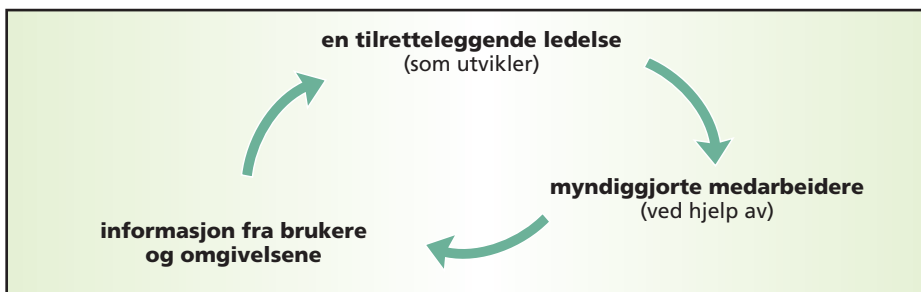 en tilretteleggende ledelse
(som utvikler)
myndiggjorte medarbeidere
(ved hjelp av)
informasjon fra brukere
og omgivelsene